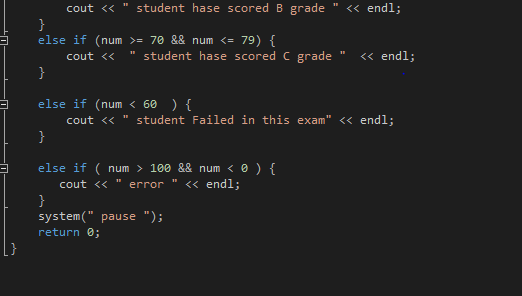 cout << " student hase scored B grade " << endl;
}
else if (num >= 70 && num <= 79) {
cout <<  " student hase scored C grade "  << endl;
}
else if (num < 60  ) {
cout << " student Failed in this exam" << endl;
}
else if ( num > 100 && num < 0 ) {
cout << " error " << endl;
}
system(" pause ");
return 0;
}